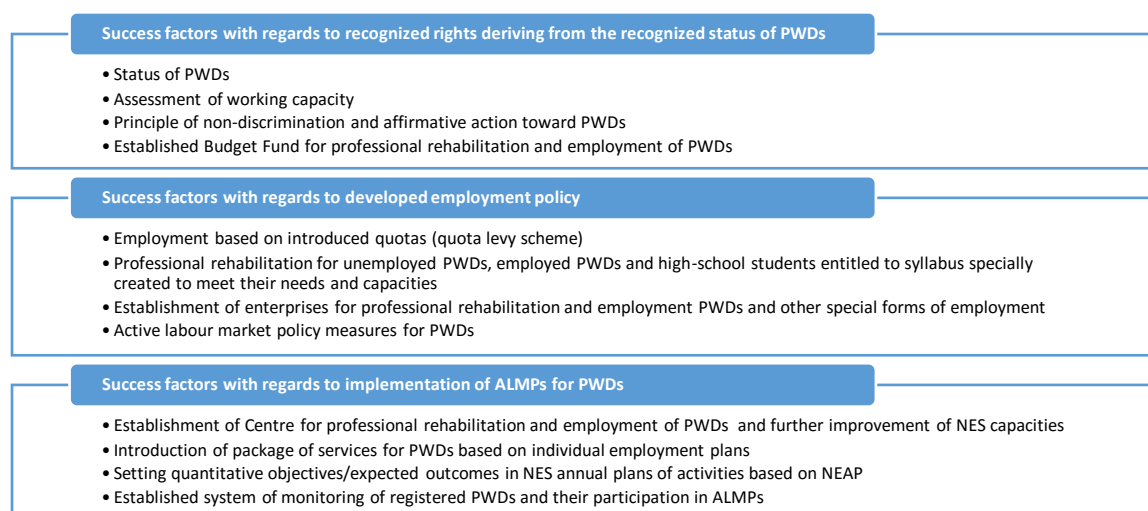 Success factors with regards to recognized rights deriving from the recognized status of PWDs
• Status of PWDs
• Assessment of working capacity
• Principle of non-discrimination and affirmative action toward PWDs
• Established Budget Fund for professional rehabilitation and employment of PWDs
Success factors with regards to developed employment policy
• Employment based on introduced quotas (quota levy scheme)
• Professional rehabilitation for unemployed PWDs, employed PWDs and high-school students entitled to syllabus specially
created to meet their needs and capacities
• Establishment of enterprises for professional rehabilitation and employment PWDs and other special forms of employment
• Active labour market policy measures for PWDs
Success factors with regards to implementation of ALMPs for PWDs
• Establishment of Centre for professional rehabilitation and employment of PWDs and further improvement of NES capacities
• Introduction of package of services for PWDs based on individual employment plans
• Setting quantitative objectives/expected outcomes in NES annual plans of activities based on NEAP
• Established system of monitoring of registered PWDs and their participation in ALMPs